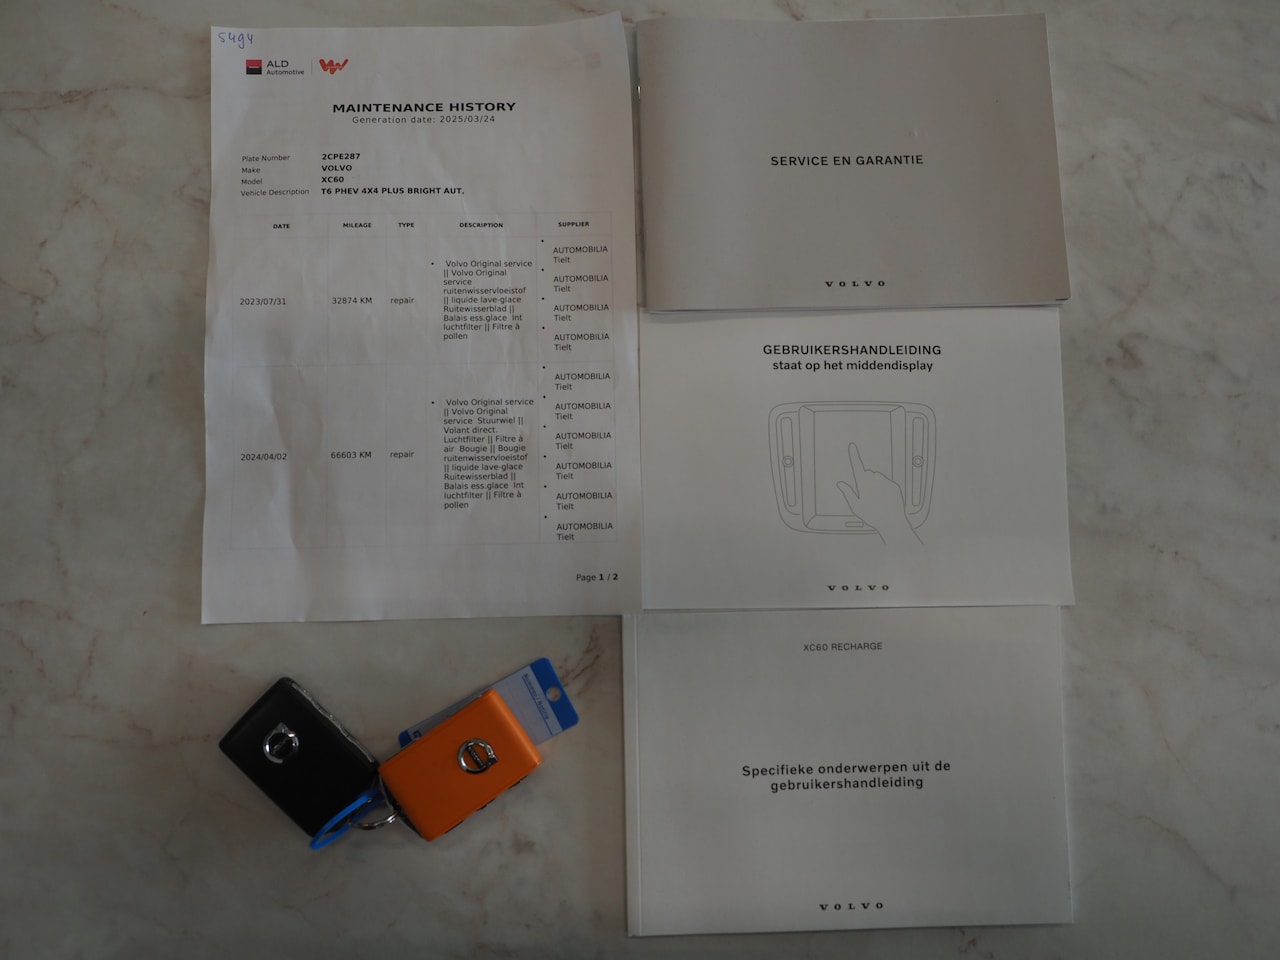 5494
ALD
Automotive
MAINTENANCE HISTORY
Generation date: 2025/03/24
Plate Number 2CPE287
Make VOLVO
Model XC60
Vehicle Description T6 PHEV 4X4 PLUS BRIGHT AUT.
DATE MILEAGE TYPE DESCRIPTION SUPPLIER
2023/07/31 32874 KM repair
• Volvo Original service
|| Volvo Original
service
ruitenwisservloeistof
|| liquide lave-glace
Ruitewisserblad ||
Balais ess.glace Int
luchtfilter || Filtre à
pollen
• AUTOMOBILIA
Tielt
• AUTOMOBILIA
Tielt
• AUTOMOBILIA
Tielt
• AUTOMOBILIA
Tielt
2024/04/02 66603 KM repair
• Volvo Original service
|| Volvo Original
service Stuurwiel ||
Volant direct.
Luchtfilter || Filtre à
air Bougie || Bougie
ruitenwisservloeistof
|| liquide lave-glace
Ruitewisserblad ||
Balais ess.glace Int
luchtfilter || Filtre à
pollen
• AUTOMOBILIA
Tielt
• AUTOMOBILIA
Tielt
• AUTOMOBILIA
Tielt
• AUTOMOBILIA
Tielt
• AUTOMOBILIA
Tielt
• AUTOMOBILIA
Tielt
Page 1 / 2
SERVICE EN GARANTIE
VOLVO
GEBRUIKERSHANDLEIDING
staat op het middendisplay
VOLVO
XC60 RECHARGE
Specifieke onderwerpen uit de
gebruikershandleiding
VOLVO